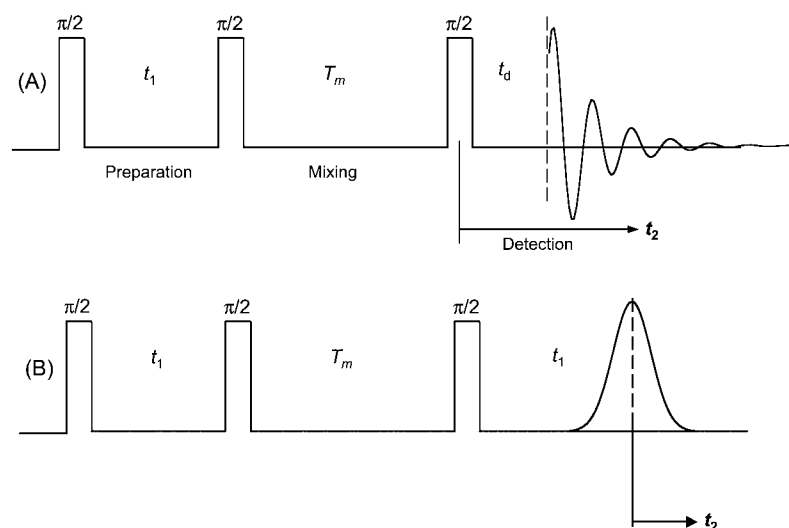 π/2 π/2 π/2
(A) t1 Tm td
Preparation Mixing
t2
Detection
π/2 π/2 π/2
(B) t1 Tm t1
t2